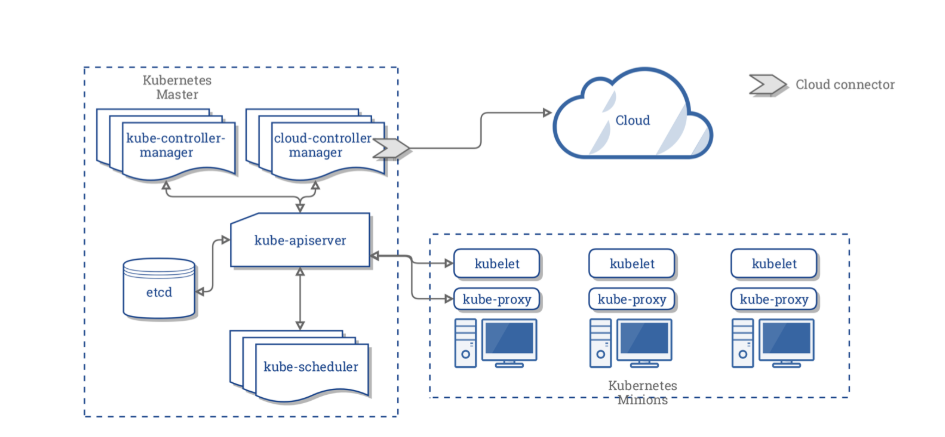 Kubernetes
Master
kube-controller-
manager
cloud-controller
manager
Cloud
Cloud connector
kube-apiserver
etcd
kube-scheduler
kubelet
kubelet
kubelet
kube-proxy
kube-proxy
kube-proxy
Kubernetes
Minions